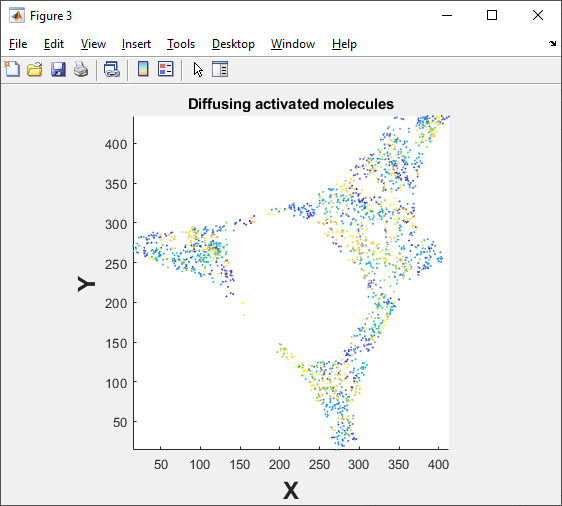 Figure 3
File Edit View Insert Tools Desktop Window Help
Diffusing activated molecules
400
350
300
250
200
150
100
50
Y
50 100 150 200 250 300 350 400
X